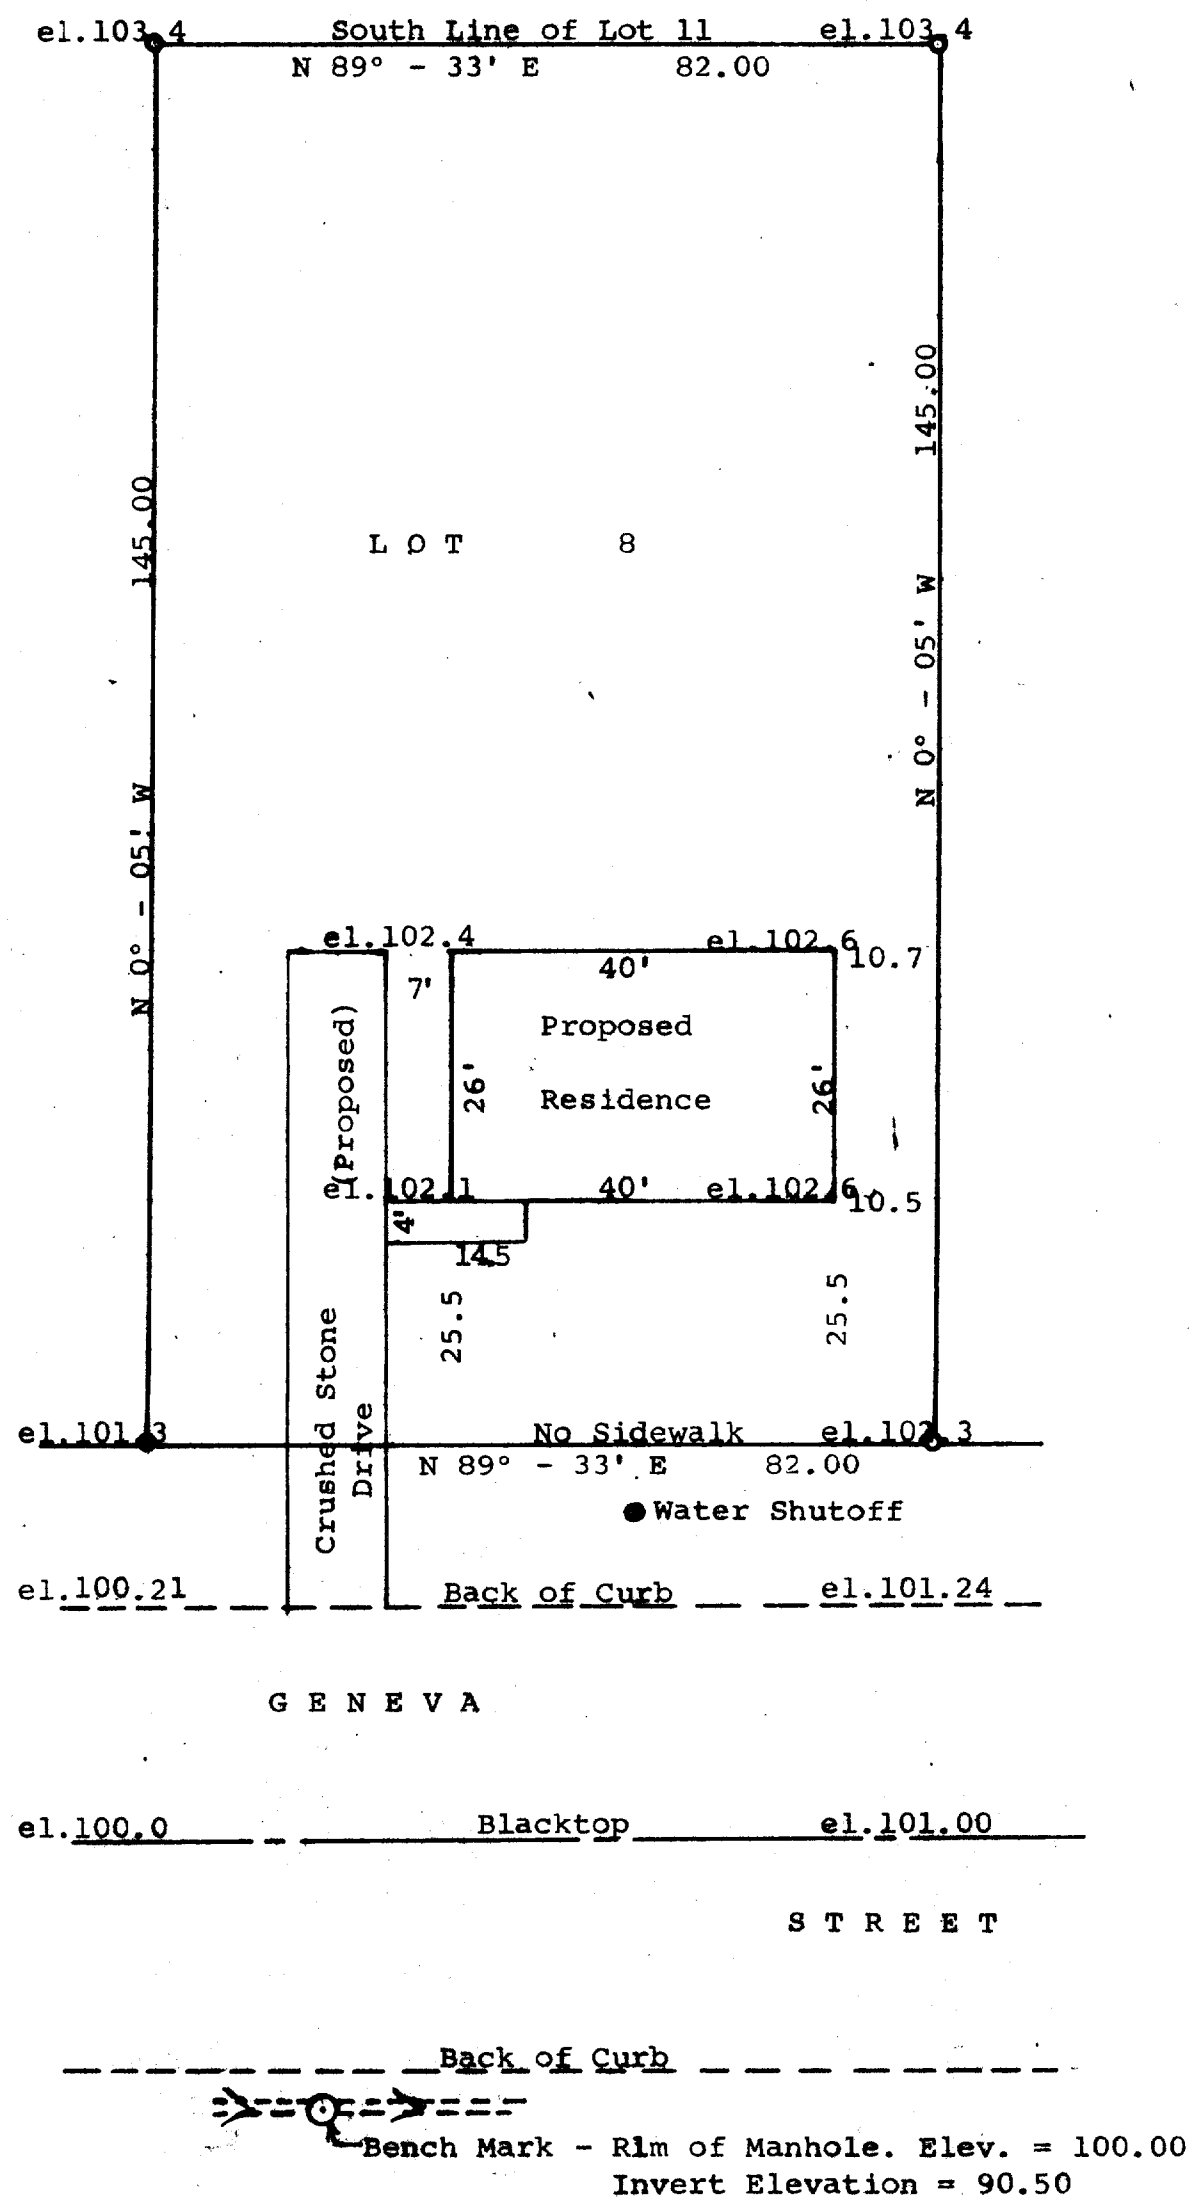 el.103.4 South Line of Lot 11 el.103.4
N 89° - 33' E 82.00
145.00
145.00
LOT 8
N 0° - 05' W
N 0° - 05' W
el.102.4 el.102.6
10.7
40'
7'
Proposed
(Proposed)
26'
Residence
26'
el.102.1 40' el.102.6
10.5
4'
14.5
25.5
25.5
Crushed Stone
Drive
el.101.3 No Sidewalk el.102.3
N 89° - 33' E 82.00
Water Shutoff
el.100.21 Back of Curb el.101.24
GENEVA
el.100.0 Blacktop el.101.00
STREET
Back of Curb
Bench Mark - Rim of Manhole. Elev. = 100.00
Invert Elevation = 90.50